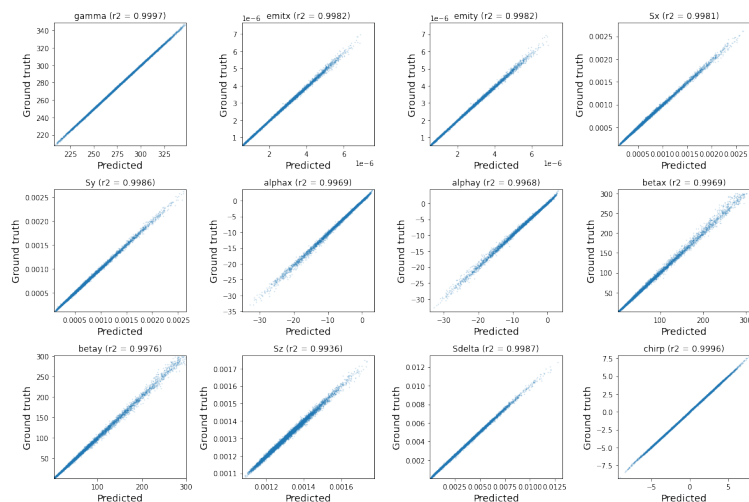 gamma (r2 = 0.9997)
emitx (r2 = 0.9982)
emity (r2 = 0.9982)
Sx (r2 = 0.9981)
340
320
300
280
260
240
220
225 250 275 300 325
Predicted
Ground truth
1e−6
7
6
5
4
3
2
1
2 4 6
1e−6
Predicted
Ground truth
1e−6
7
6
5
4
3
2
1
2 4 6
1e−6
Predicted
Ground truth
0.0025
0.0020
0.0015
0.0010
0.0005
0.0005 0.0010 0.0015 0.0020 0.0025
Predicted
Ground truth
Sy (r2 = 0.9986)
alphax (r2 = 0.9969)
alphay (r2 = 0.9968)
betax (r2 = 0.9969)
0.0025
0.0020
0.0015
0.0010
0.0005
0.0005 0.0010 0.0015 0.0020 0.0025
Predicted
Ground truth
0
−5
−10
−15
−20
−25
−30
−35
−30 −20 −10 0
Predicted
Ground truth
0
−5
−10
−15
−20
−25
−30
−30 −20 −10 0
Predicted
Ground truth
300
250
200
150
100
50
100 200 300
Predicted
Ground truth
betay (r2 = 0.9976)
Sz (r2 = 0.9936)
Sdelta (r2 = 0.9987)
chirp (r2 = 0.9996)
300
250
200
150
100
50
100 200 300
Predicted
Ground truth
0.0017
0.0016
0.0015
0.0014
0.0013
0.0012
0.0011
0.0012 0.0014 0.0016
Predicted
Ground truth
0.012
0.010
0.008
0.006
0.004
0.002
0.0025 0.0050 0.0075 0.0100 0.0125
Predicted
Ground truth
7.5
5.0
2.5
0.0
−2.5
−5.0
−7.5
−5 0 5
Predicted
Ground truth